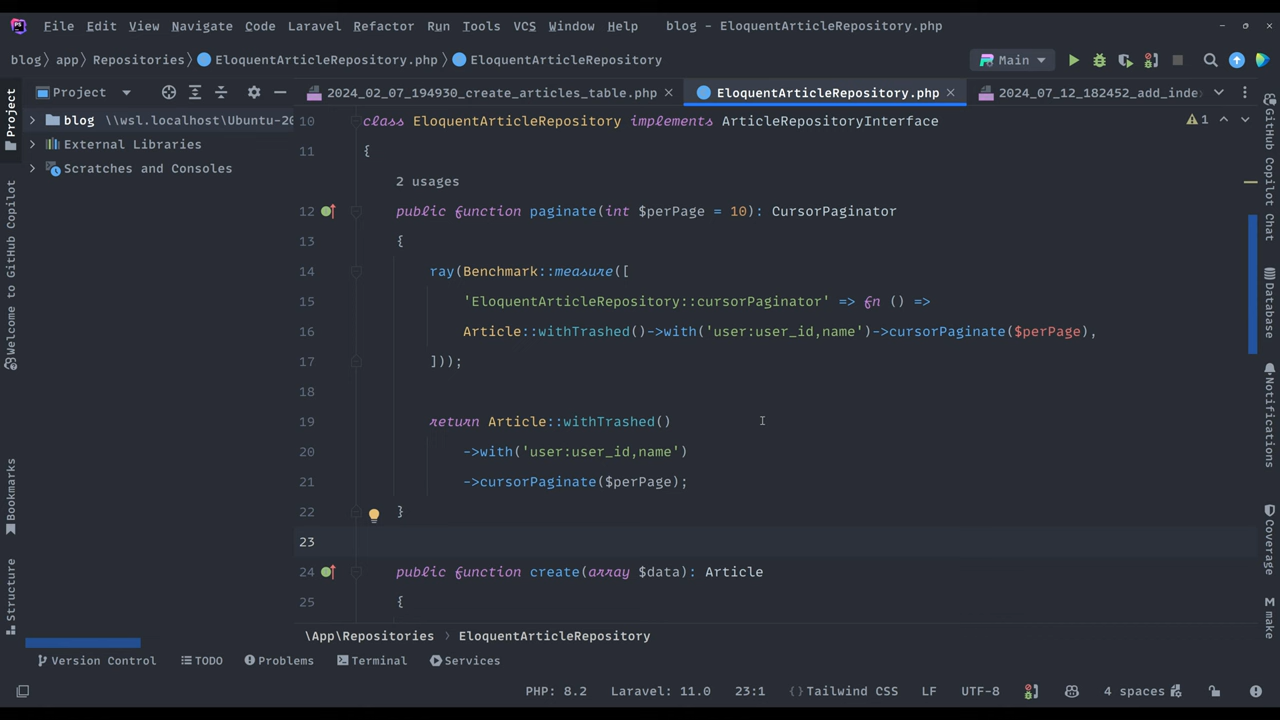 File Edit View Navigate Code Laravel Refactor Run Tools VCS Window Help blog – EloquentArticleRepository.php
blog app Repositories EloquentArticleRepository.php EloquentArticleRepository Main
Project 2024_02_07_194930_create_articles_table.php EloquentArticleRepository.php 2024_07_12_182452_add_inde
Project
blog \\wsl.localhost\Ubuntu-20
External Libraries
Scratches and Consoles
Welcome to GitHub Copilot
Bookmarks
Structure
10 class EloquentArticleRepository implements ArticleRepositoryInterface
1
11 {
2 usages
12 public function paginate(int $perPage = 10): CursorPaginator
13 {
14 ray(Benchmark::measure([
15 'EloquentArticleRepository::cursorPaginator' => fn () =>
16 Article::withTrashed()->with('user:user_id,name')->cursorPaginate($perPage),
17 ]));
18
19 return Article::withTrashed()
20 ->with('user:user_id,name')
21 ->cursorPaginate($perPage);
22 }
23
24 public function create(array $data): Article
25 {
GitHub Copilot Chat
Database
Notifications
Coverage
make
\App\Repositories EloquentArticleRepository
Version Control TODO Problems Terminal Services
PHP: 8.2 Laravel: 11.0 23:1 Tailwind CSS LF UTF-8 4 spaces